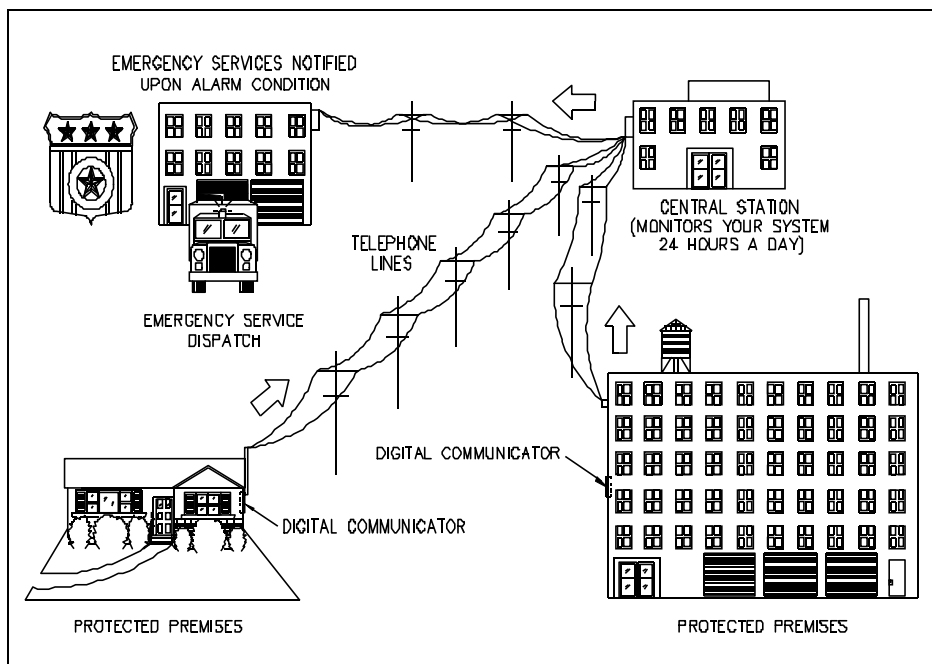 EMERGENCY SERVICES NOTIFIED
UPON ALARM CONDITION
CENTRAL STATION
(MONITORS YOUR SYSTEM
24 HOURS A DAY)
TELEPHONE
LINES
EMERGENCY SERVICE
DISPATCH
DIGITAL COMMUNICATOR
DIGITAL COMMUNICATOR
PROTECTED PREMISES
PROTECTED PREMISES